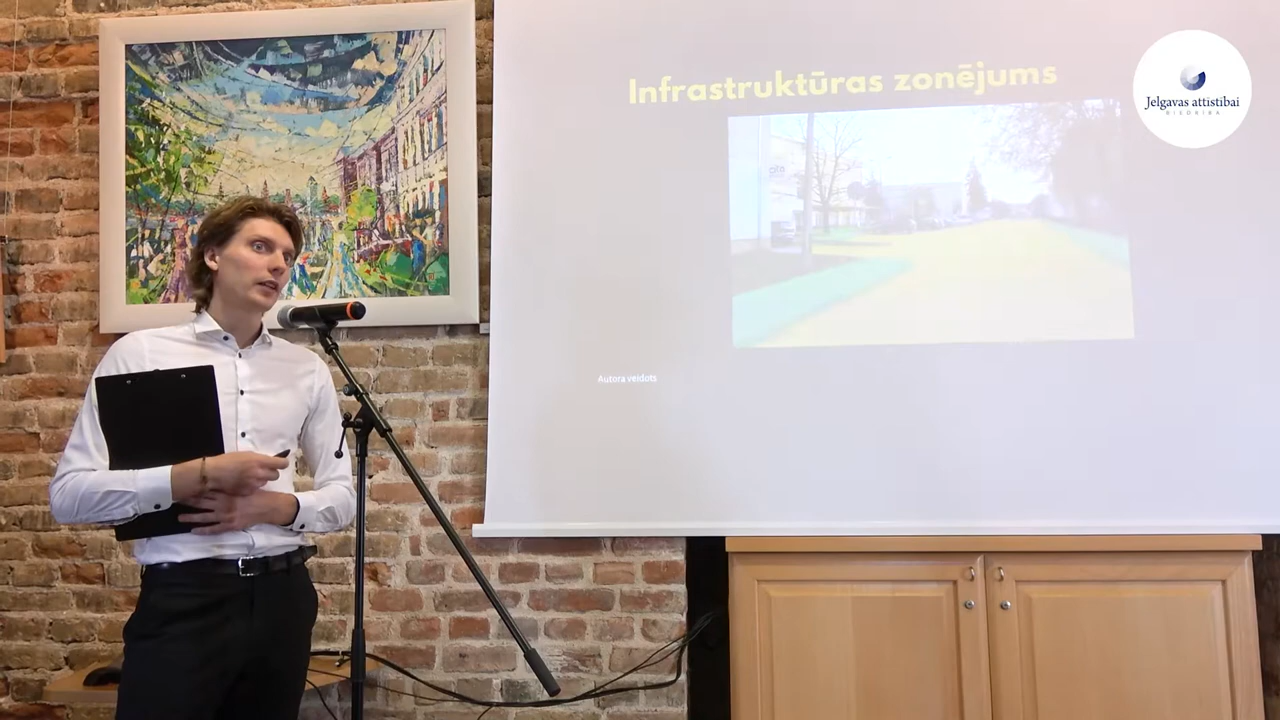 Infrastruktūras zonējums
Jelgavas attīstībai
BIEDRĪBA
Autora veidots